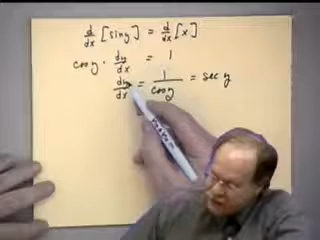 d/dx [sin y] = d/dx [x]
cos y · dy/dx = 1
dy/dx = 1/cos y = sec y